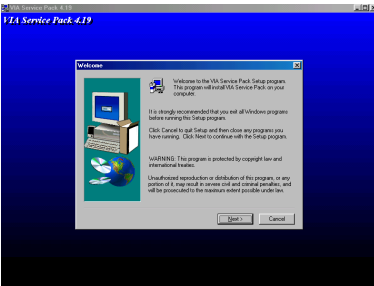 VIA Service Pack 4.19
VIA Service Pack 4.19
Welcome
Welcome to the VIA Service Pack Setup program.
This program will install VIA Service Pack on your
computer.
It is strongly recommended that you exit all Windows programs
before running this Setup program.
Click Cancel to quit Setup and then close any programs you
have running. Click Next to continue with the Setup program.
WARNING: This program is protected by copyright law and
international treaties.
Unauthorized reproduction or distribution of this program, or any
portion of it, may result in severe civil and criminal penalties, and
will be prosecuted to the maximum extent possible under law.
Next >
Cancel